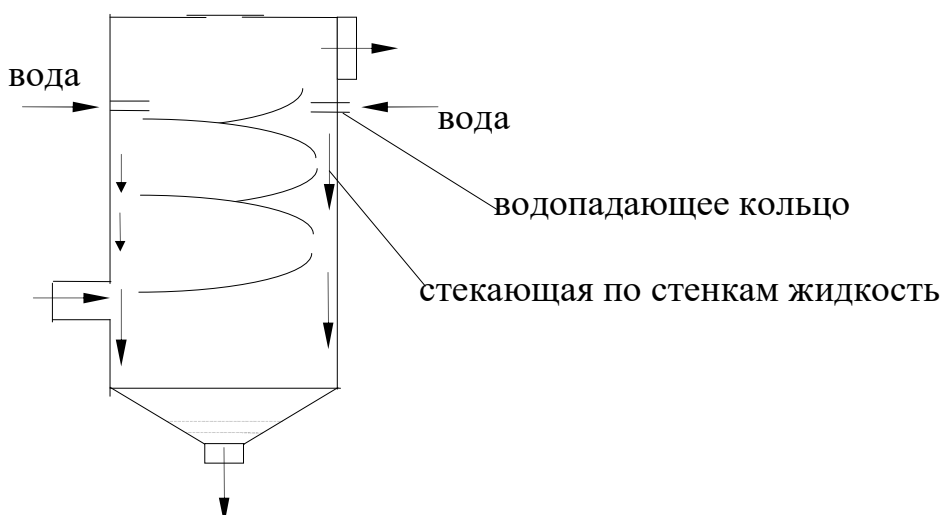 вода
вода
водопадающее кольцо
стекающая по стенкам жидкость